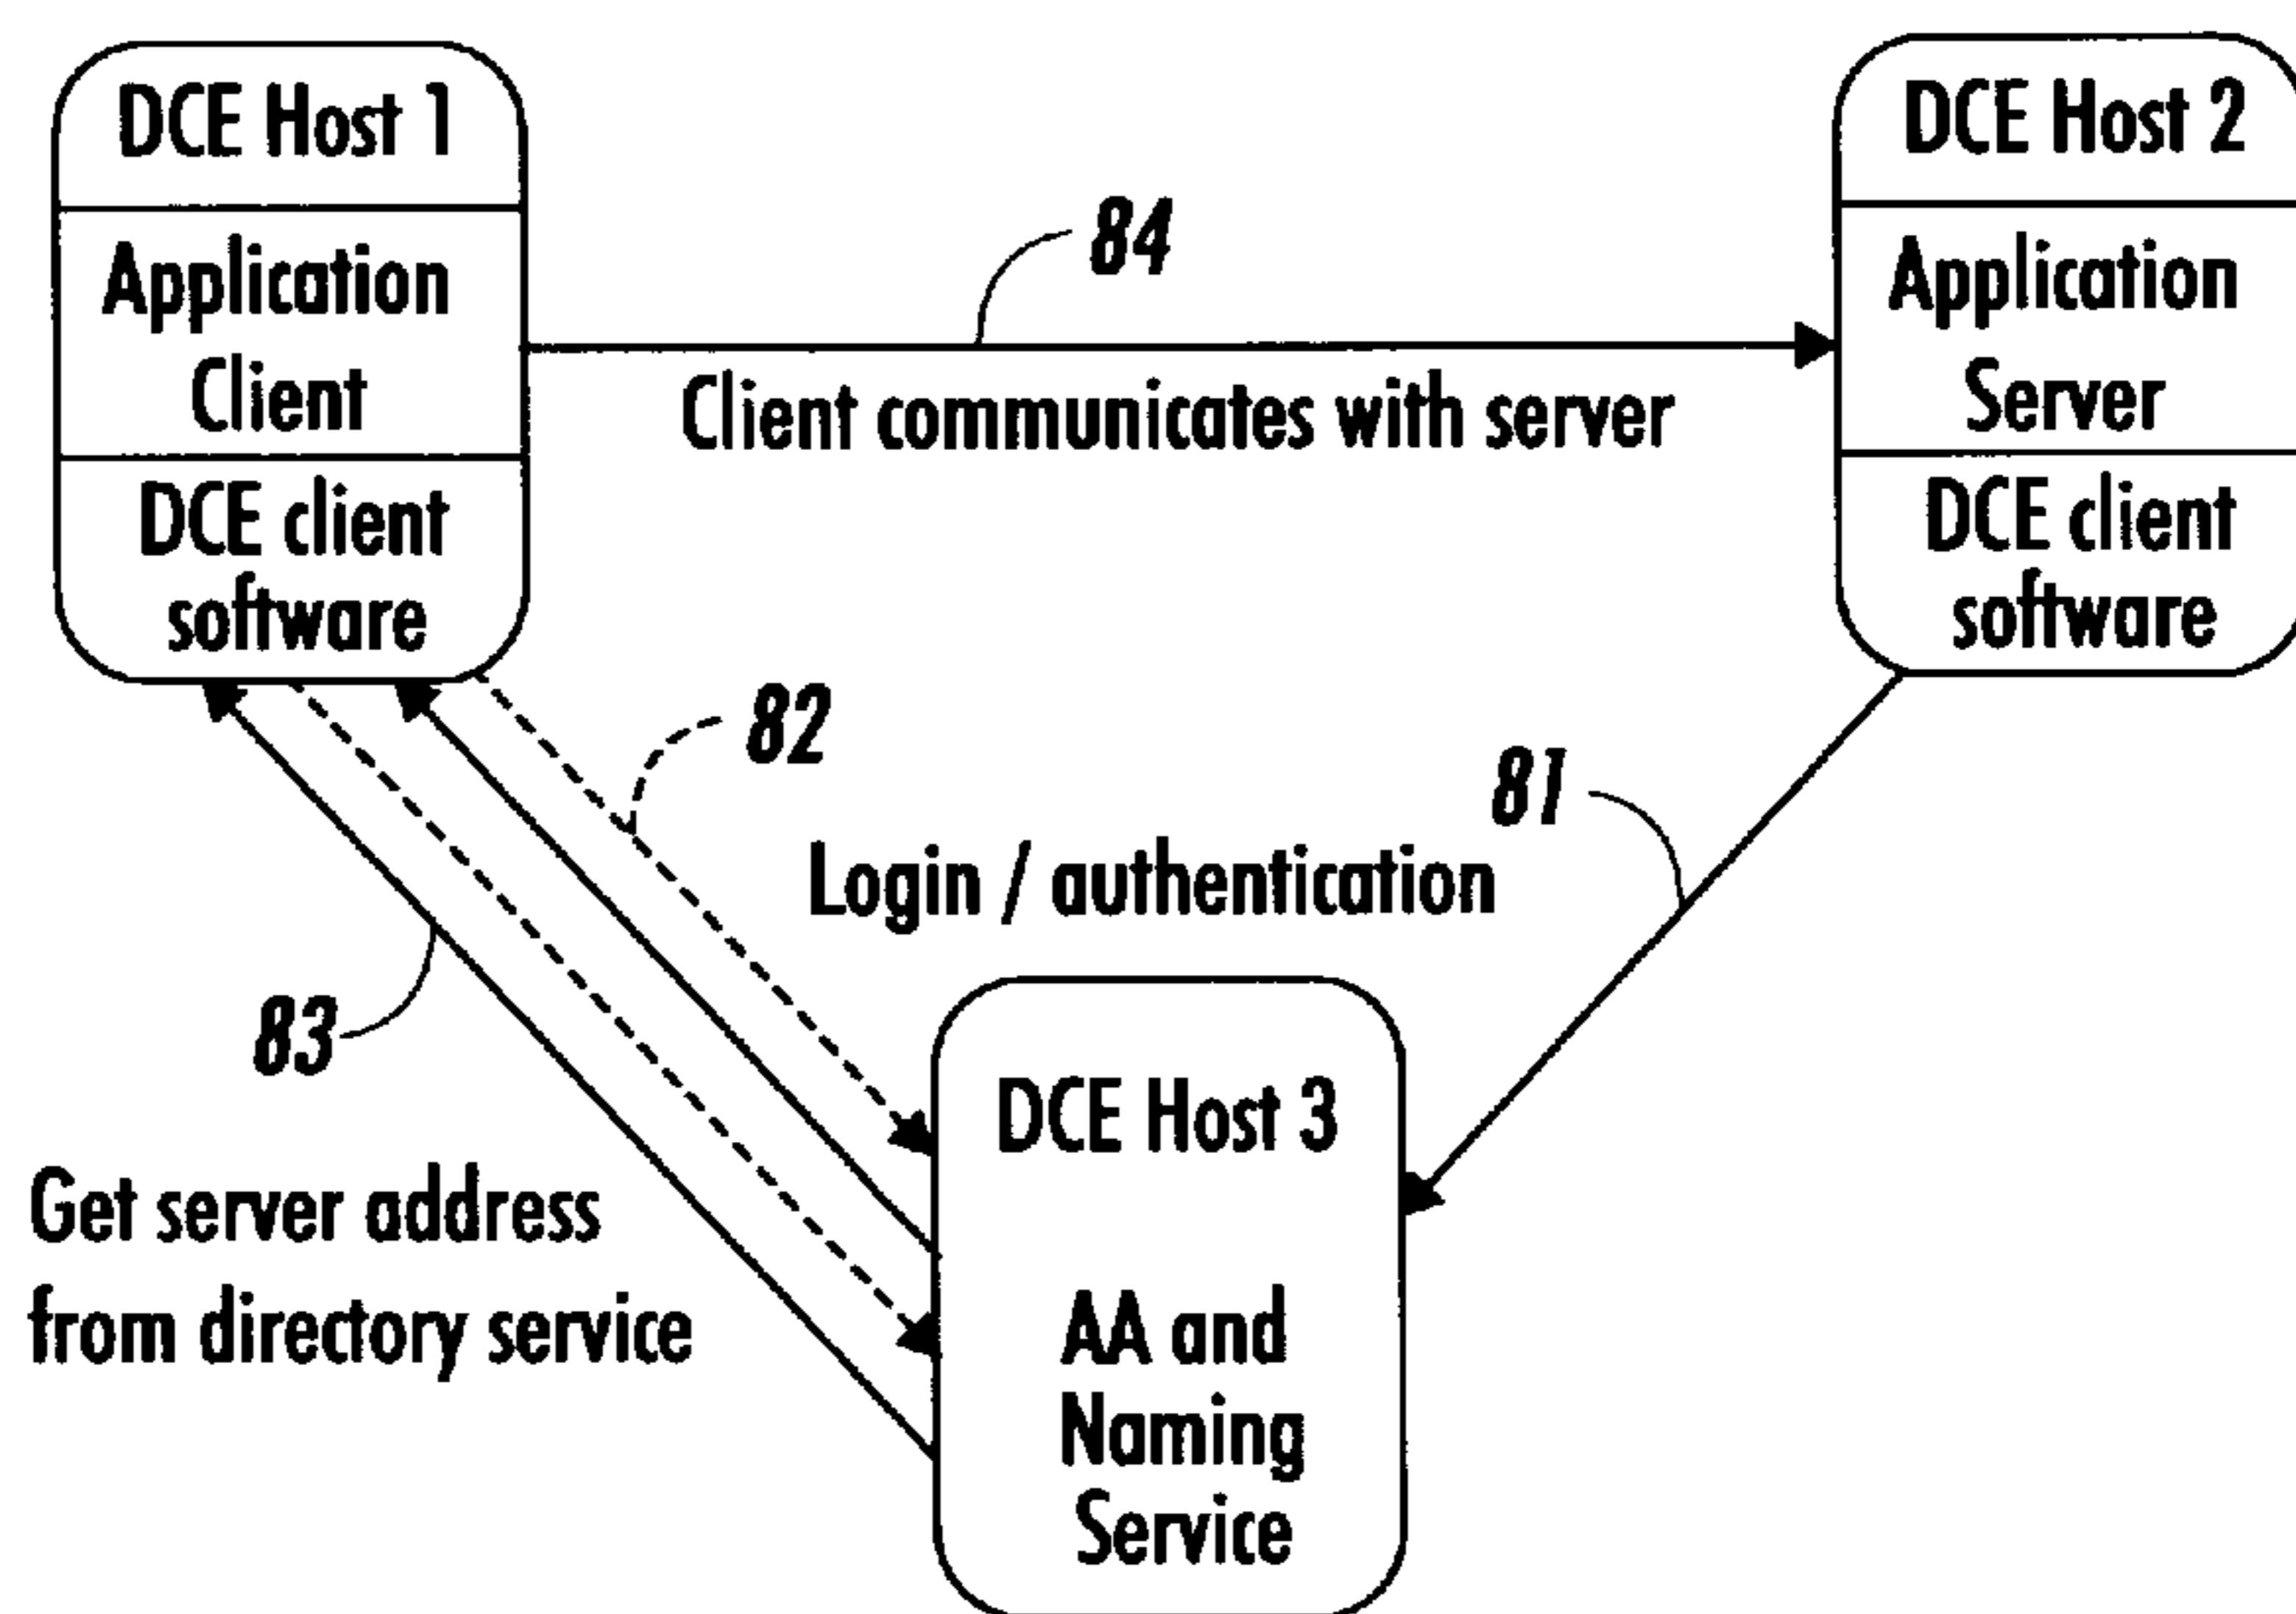 DCE Host 1
Application
Client
DCE client
software
84
Client communicates with server
DCE Host 2
Application
Server
DCE client
software
82
81
Login / authentication
83
Get server address
from directory service
DCE Host 3
AA and
Naming
Service